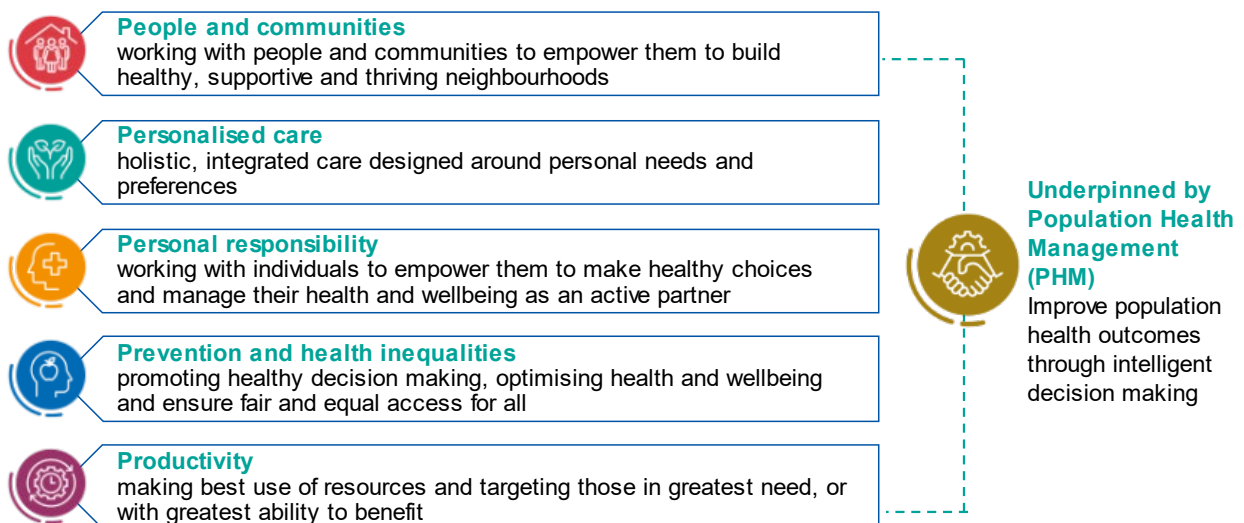 People and communities
working with people and communities to empower them to build
healthy, supportive and thriving neighbourhoods
Personalised care
holistic, integrated care designed around personal needs and
preferences
Personal responsibility
working with individuals to empower them to make healthy choices
and manage their health and wellbeing as an active partner
Prevention and health inequalities
promoting healthy decision making, optimising health and wellbeing
and ensure fair and equal access for all
Productivity
making best use of resources and targeting those in greatest need, or
with greatest ability to benefit
Underpinned by
Population Health
Management
(PHM)
Improve population
health outcomes
through intelligent
decision making